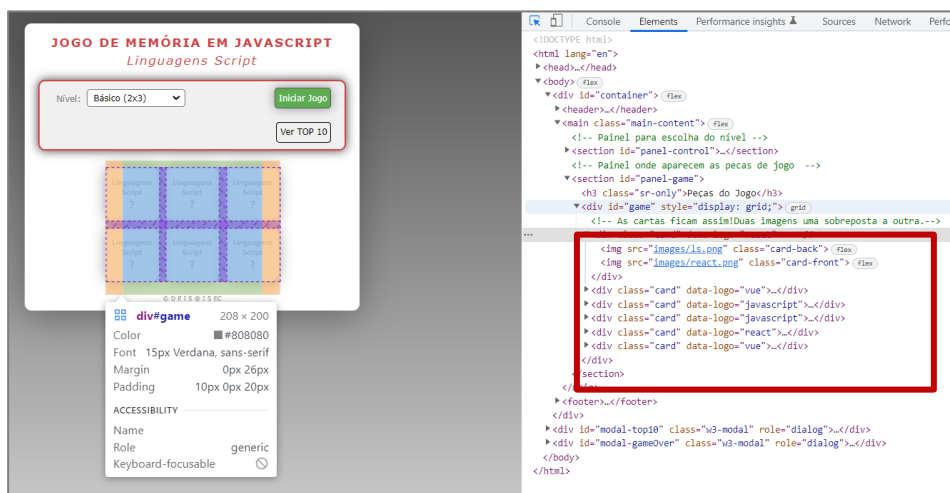 JOGO DE MEMÓRIA EM JAVASCRIPT
Linguagens Script
Nível: Básico (2x3) Iniciar Jogo
Ver TOP 10
Linguagens Script ? Linguagens Script ? Linguagens Script ?
Linguagens Script ? Linguagens Script ? Linguagens Script ?
© D E I S @ I S E C
div#game 208 × 200
Color #808080
Font 15px Verdana, sans-serif
Margin 0px 26px
Padding 10px 0px 20px
ACCESSIBILITY
Name
Role generic
Keyboard-focusable
Console Elements Performance insights Sources Network Perfo
<!DOCTYPE html>
<html lang="en">
<head>…</head>
<body> flex
<div id="container"> flex
<header>…</header>
<main class="main-content"> flex
<!-- Painel para escolha do nível -->
<section id="panel-control">…</section>
<!-- Painel onde aparecem as pecas de jogo -->
<section id="panel-game">
<h3 class="sr-only">Peças do Jogo</h3>
<div id="game" style="display: grid;"> grid
<!-- As cartas ficam assim!Duas imagens uma sobreposta a outra.-->
<img src="images/ls.png" class="card-back"> flex
<img src="images/react.png" class="card-front"> flex
</div>
<div class="card" data-logo="vue">…</div>
<div class="card" data-logo="javascript">…</div>
<div class="card" data-logo="javascript">…</div>
<div class="card" data-logo="react">…</div>
<div class="card" data-logo="vue">…</div>
</div>
/section>
<footer>…</footer>
</div>
<div id="modal-top10" class="w3-modal" role="dialog">…</div>
<div id="modal-gameOver" class="w3-modal" role="dialog">…</div>
</body>
</html>